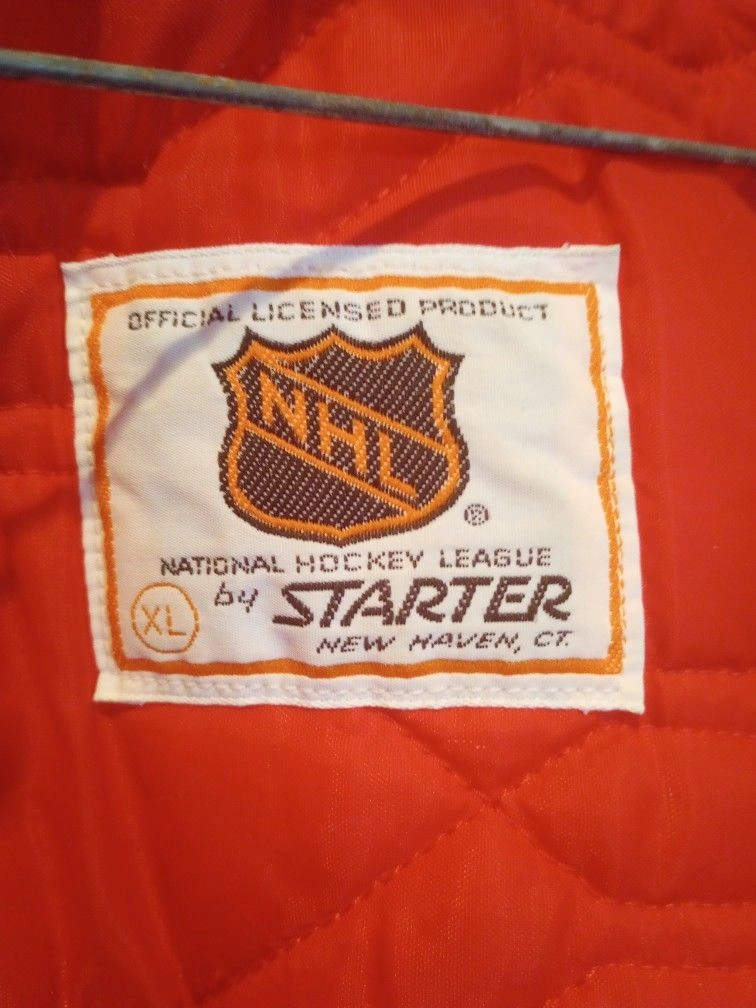 OFFICIAL LICENSED PRODUCT
NHL
®
NATIONAL HOCKEY LEAGUE
by STARTER
XL
NEW HAVEN, CT.